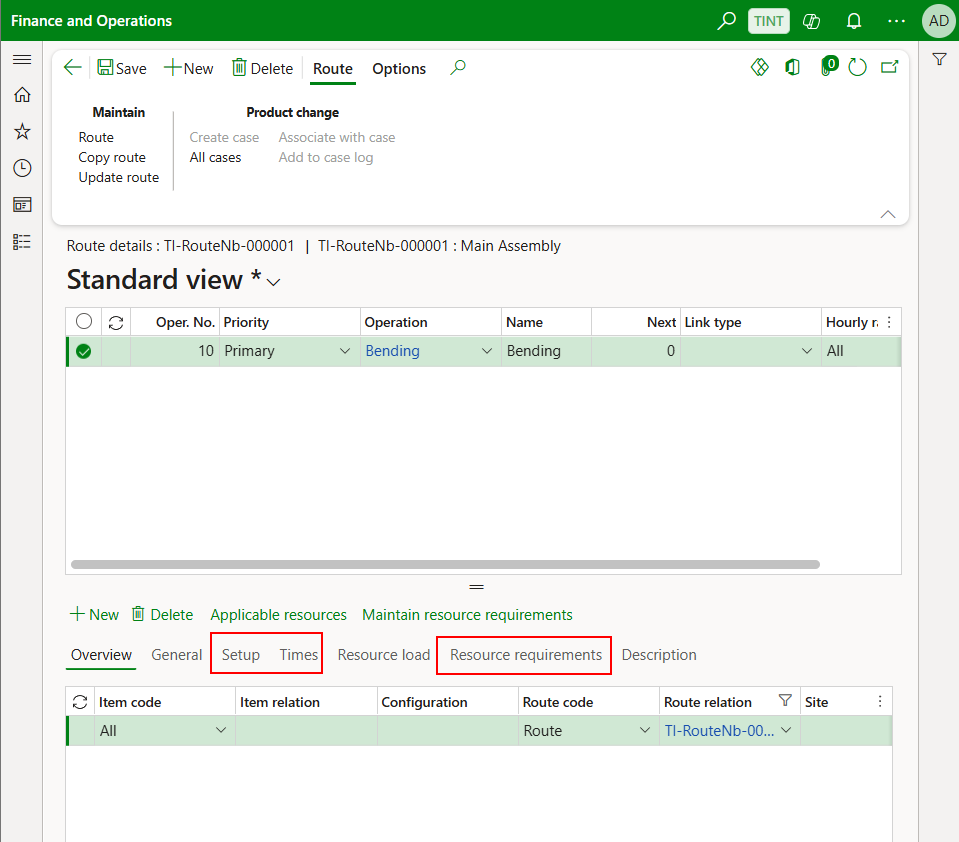 Finance and Operations TINT AD
Save New Delete Route Options 0
Maintain Product change
Route Create case Associate with case
Copy route All cases Add to case log
Update route
Route details : TI-RouteNb-000001 | TI-RouteNb-000001 : Main Assembly
Standard view *
Oper. No. Priority Operation Name Next Link type Hourly r
10 Primary Bending Bending 0 All
New Delete Applicable resources Maintain resource requirements
Overview General Setup Times Resource load Resource requirements Description
Item code Item relation Configuration Route code Route relation Site
All Route TI-RouteNb-00...